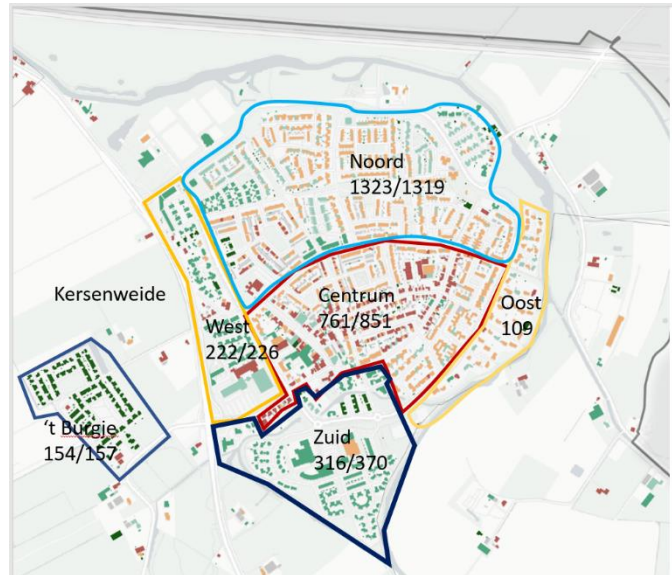 Noord
1323/1319
Kersenweide
Centrum
761/851
Oost
109
West
222/226
't Burgje
154/157
Zuid
316/370